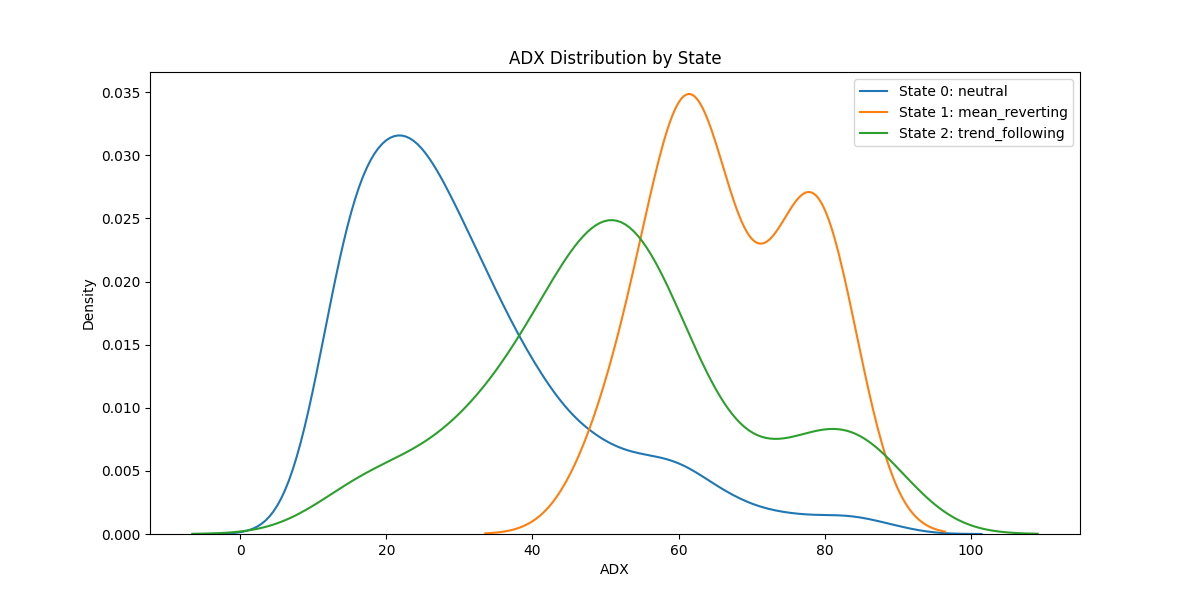 ADX Distribution by State
State 0: neutral
State 1: mean_reverting
State 2: trend_following
Density
0.035
0.030
0.025
0.020
0.015
0.010
0.005
0.000
0 20 40 60 80 100
ADX